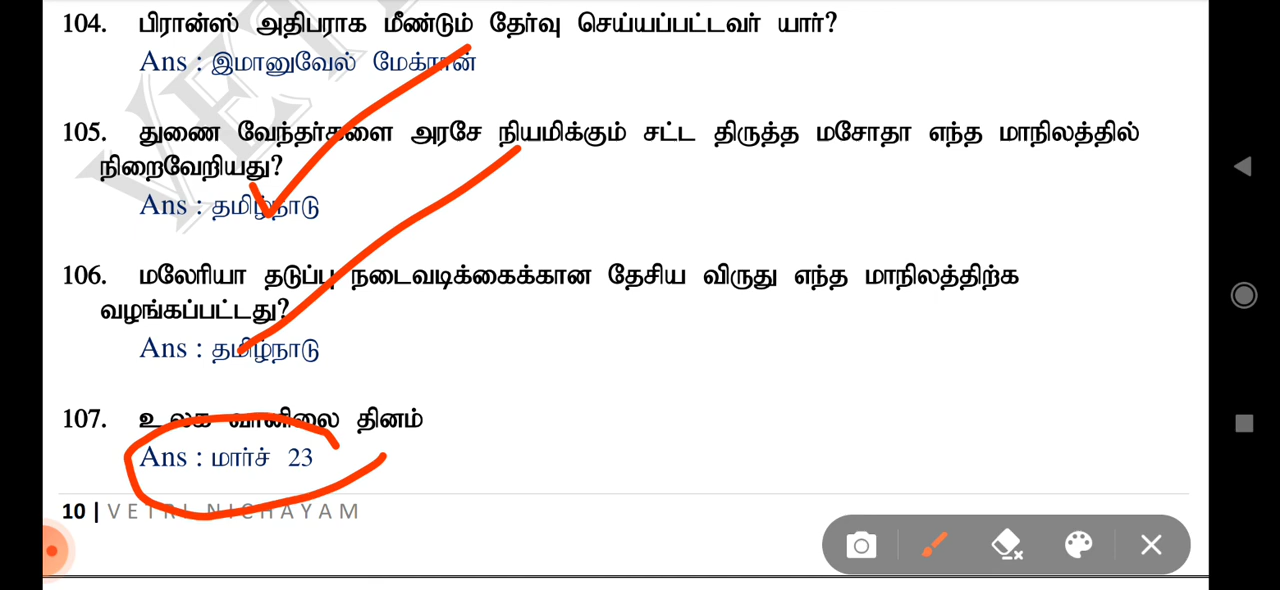 104. பிரான்ஸ் அதிபராக மீண்டும் தேர்வு செய்யப்பட்டவர் யார்?
Ans : இமானுவேல் மேக்ரான்
105. துணை வேந்தர்களை அரசே நியமிக்கும் சட்ட திருத்த மசோதா எந்த மாநிலத்தில்
நிறைவேறியது?
Ans : தமிழ்நாடு
106. மலேரியா தடுப்பு நடைவடிக்கைக்கான தேசிய விருது எந்த மாநிலத்திற்க
வழங்கப்பட்டது?
Ans : தமிழ்நாடு
107. உலக வானிலை தினம்
Ans : மார்ச் 23
10 | VETRI NICHAYAM